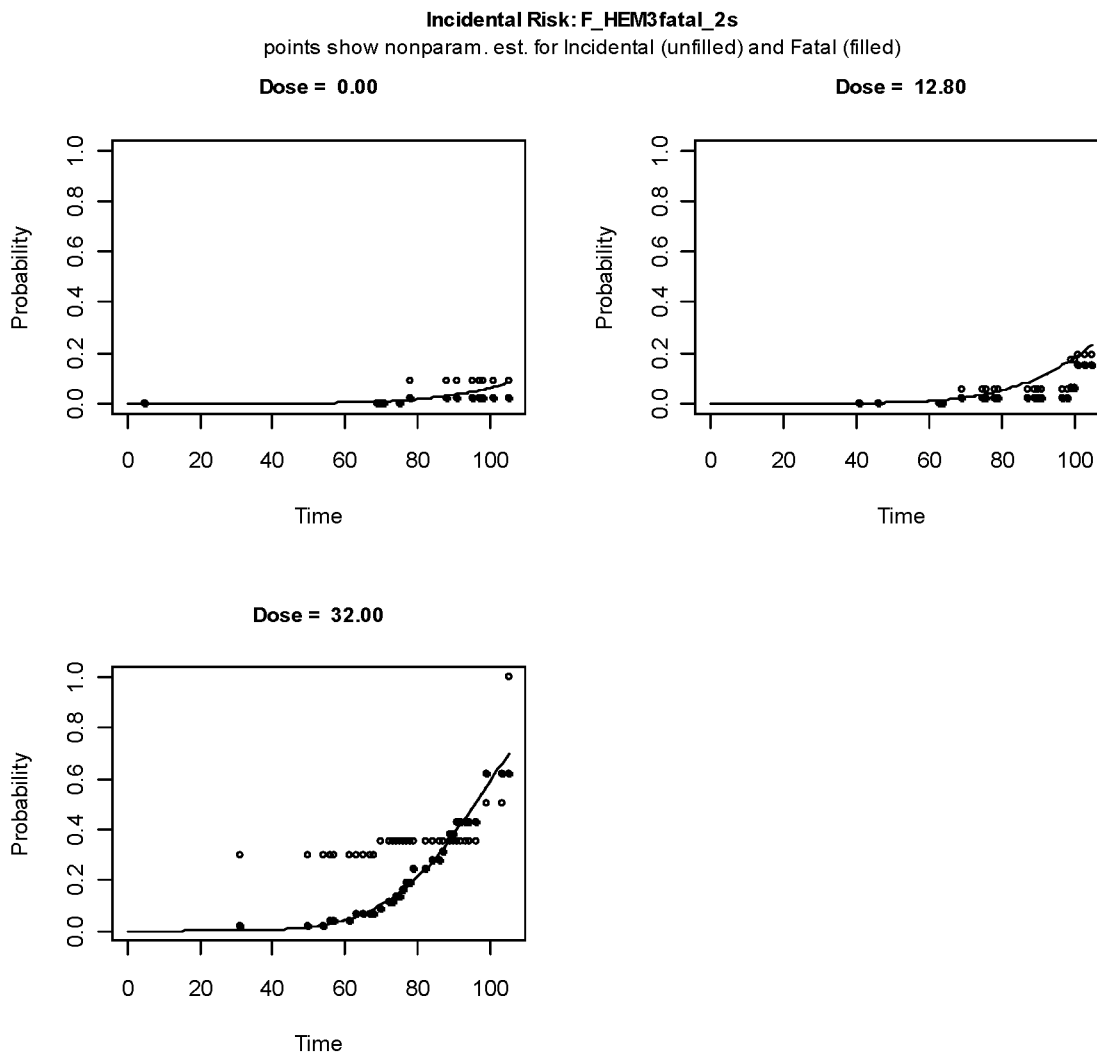 Incidental Risk: F_HEM3fatal_2s
points show nonparam. est. for Incidental (unfilled) and Fatal (filled)
Dose = 0.00
Dose = 12.80
1.0
0.8
0.6
0.4
0.2
0.0
Probability
0 20 40 60 80 100
Time
1.0
0.8
0.6
0.4
0.2
0.0
Probability
0 20 40 60 80 100
Time
Dose = 32.00
1.0
0.8
0.6
0.4
0.2
0.0
Probability
0 20 40 60 80 100
Time